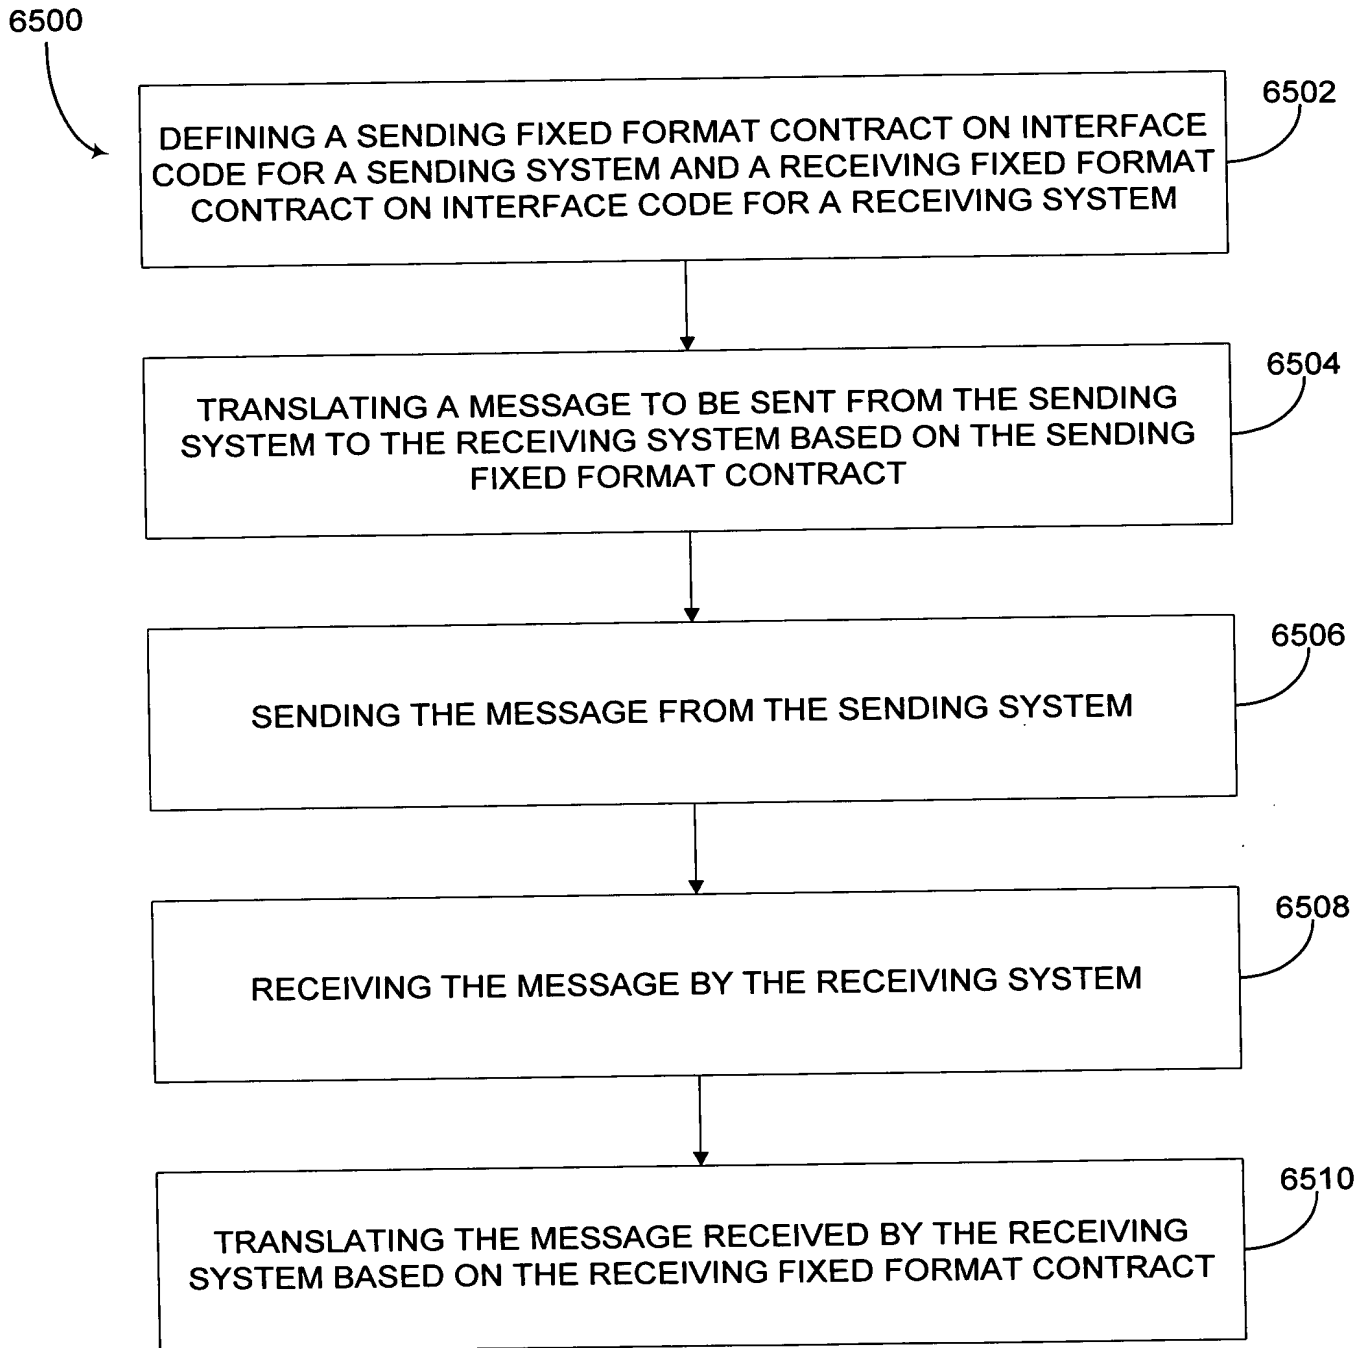 6500
6502
DEFINING A SENDING FIXED FORMAT CONTRACT ON INTERFACE
CODE FOR A SENDING SYSTEM AND A RECEIVING FIXED FORMAT
CONTRACT ON INTERFACE CODE FOR A RECEIVING SYSTEM
6504
TRANSLATING A MESSAGE TO BE SENT FROM THE SENDING
SYSTEM TO THE RECEIVING SYSTEM BASED ON THE SENDING
FIXED FORMAT CONTRACT
6506
SENDING THE MESSAGE FROM THE SENDING SYSTEM
6508
RECEIVING THE MESSAGE BY THE RECEIVING SYSTEM
6510
TRANSLATING THE MESSAGE RECEIVED BY THE RECEIVING
SYSTEM BASED ON THE RECEIVING FIXED FORMAT CONTRACT